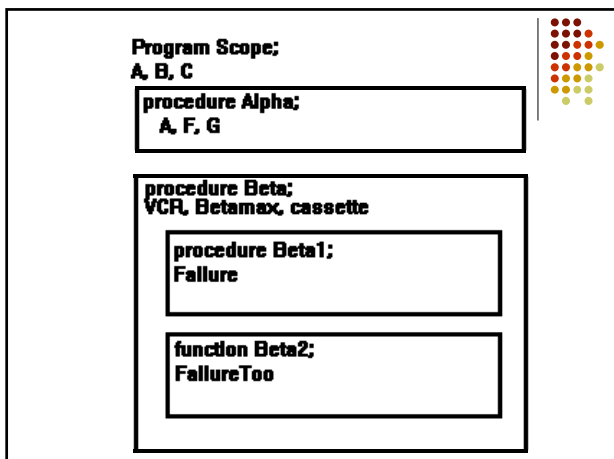 Program Scope;
A, B, C
procedure Alpha;
A, F, G
procedure Beta;
VCR, Betamax, cassette
procedure Beta1;
Failure
function Beta2;
FailureToo